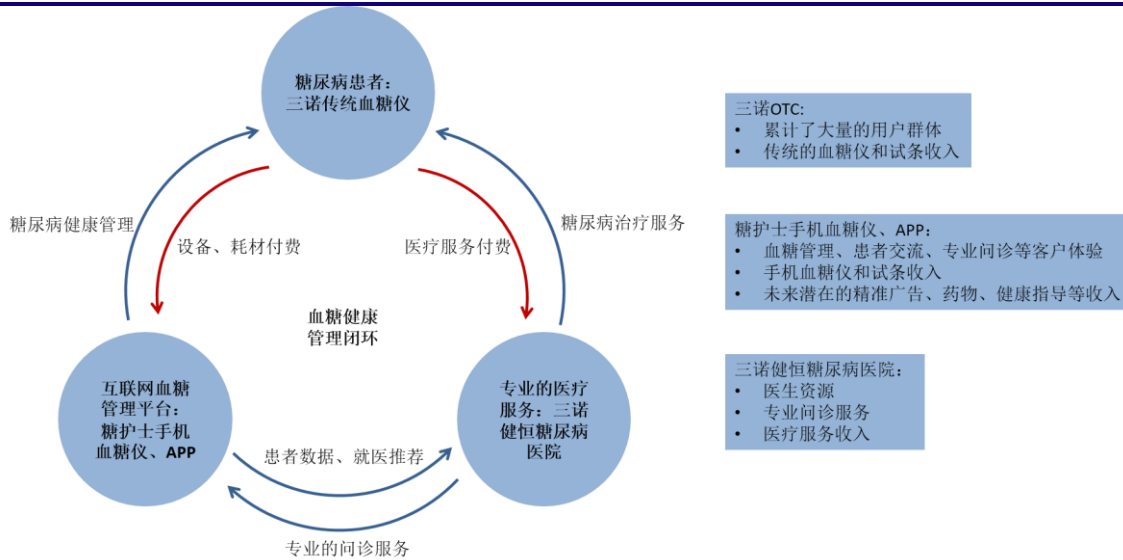 糖尿病患者：
三诺传统血糖仪
糖尿病健康管理
设备、耗材付费
医疗服务付费
糖尿病治疗服务
血糖健康
管理闭环
互联网血糖
管理平台：
糖护士手机
血糖仪、APP
专业的医疗
服务：三诺
健恒糖尿病
医院
患者数据、就医推荐
专业的问诊服务
三诺OTC:
• 累计了大量的用户群体
• 传统的血糖仪和试条收入
糖护士手机血糖仪、APP：
• 血糖管理、患者交流、专业问诊等客户体验
• 手机血糖仪和试条收入
• 未来潜在的精准广告、药物、健康指导等收入
三诺健恒糖尿病医院：
• 医生资源
• 专业问诊服务
• 医疗服务收入